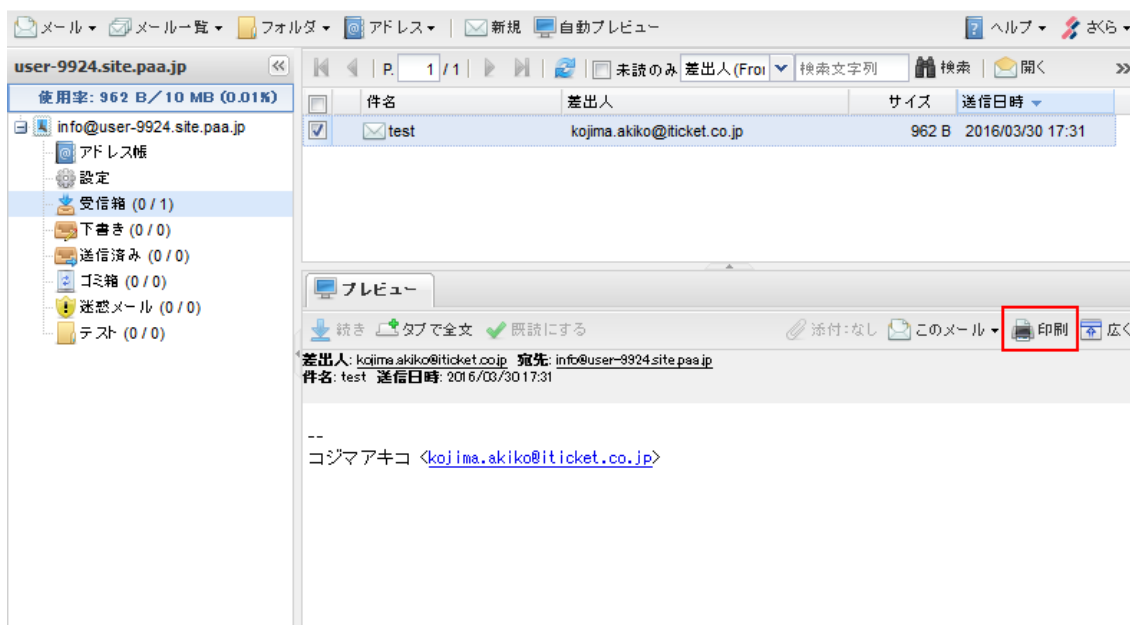 メール メール一覧 フォルダ アドレス 新規 自動プレビュー ヘルプ さくら
user-9924.site.paa.jp
使用率: 962 B／10 MB (0.01%)
info@user-9924.site.paa.jp
アドレス帳
設定
受信箱 (0 / 1)
下書き (0 / 0)
送信済み (0 / 0)
ゴミ箱 (0 / 0)
迷惑メール (0 / 0)
テスト (0 / 0)
P. 1 / 1 未読のみ 差出人(Fro 検索文字列 検索 開く
件名 差出人 サイズ 送信日時
test kojima.akiko@iticket.co.jp 962 B 2016/03/30 17:31
プレビュー
続き タブで全文 既読にする 添付:なし このメール 印刷 広く
差出人: kojima.akiko@iticket.co.jp 宛先: info@user-9924.site.paa.jp
件名: test 送信日時: 2016/03/30 17:31
--
コジマアキコ <kojima.akiko@iticket.co.jp>